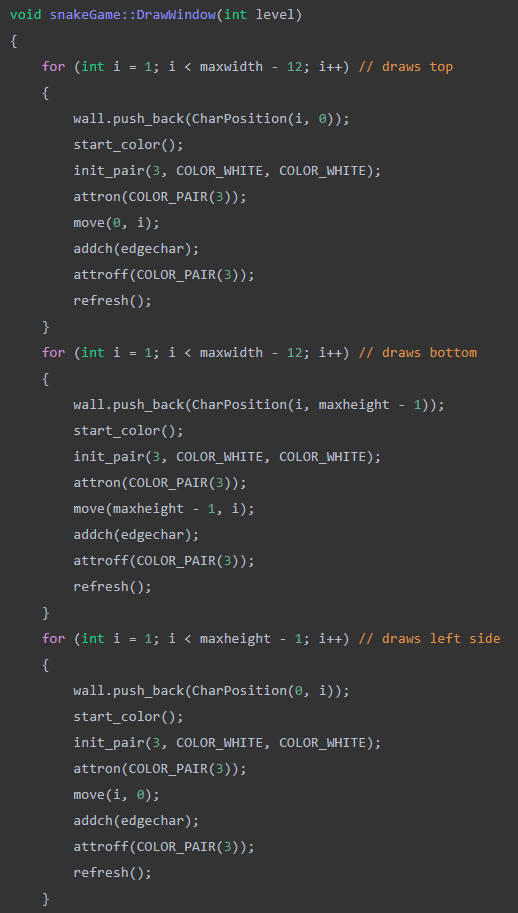 void snakeGame::DrawWindow(int level)
{
    for (int i = 1; i < maxwidth - 12; i++) // draws top
    {
        wall.push_back(CharPosition(i, 0));
        start_color();
        init_pair(3, COLOR_WHITE, COLOR_WHITE);
        attron(COLOR_PAIR(3));
        move(0, i);
        addch(edgechar);
        attroff(COLOR_PAIR(3));
        refresh();
    }
    for (int i = 1; i < maxwidth - 12; i++) // draws bottom
    {
        wall.push_back(CharPosition(i, maxheight - 1));
        start_color();
        init_pair(3, COLOR_WHITE, COLOR_WHITE);
        attron(COLOR_PAIR(3));
        move(maxheight - 1, i);
        addch(edgechar);
        attroff(COLOR_PAIR(3));
        refresh();
    }
    for (int i = 1; i < maxheight - 1; i++) // draws left side
    {
        wall.push_back(CharPosition(0, i));
        start_color();
        init_pair(3, COLOR_WHITE, COLOR_WHITE);
        attron(COLOR_PAIR(3));
        move(i, 0);
        addch(edgechar);
        attroff(COLOR_PAIR(3));
        refresh();
    }